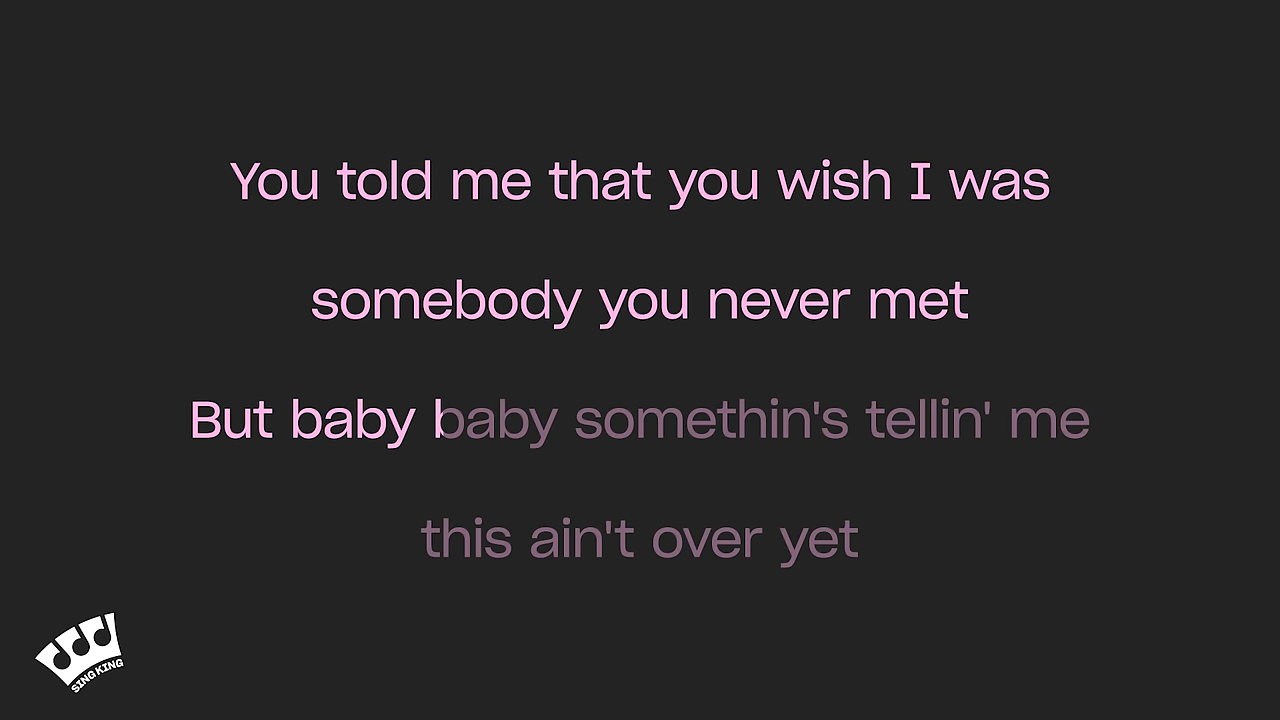 You told me that you wish I was
somebody you never met
But baby baby somethin's tellin' me
this ain't over yet
SING KING